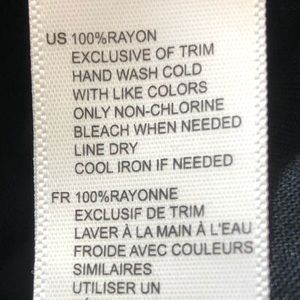 US 100%RAYON
EXCLUSIVE OF TRIM
HAND WASH COLD
WITH LIKE COLORS
ONLY NON-CHLORINE
BLEACH WHEN NEEDED
LINE DRY
COOL IRON IF NEEDED
FR 100%RAYONNE
EXCLUSIF DE TRIM
LAVER À LA MAIN À L'EAU
FROIDE AVEC COULEURS
SIMILAIRES
UTILISER UN